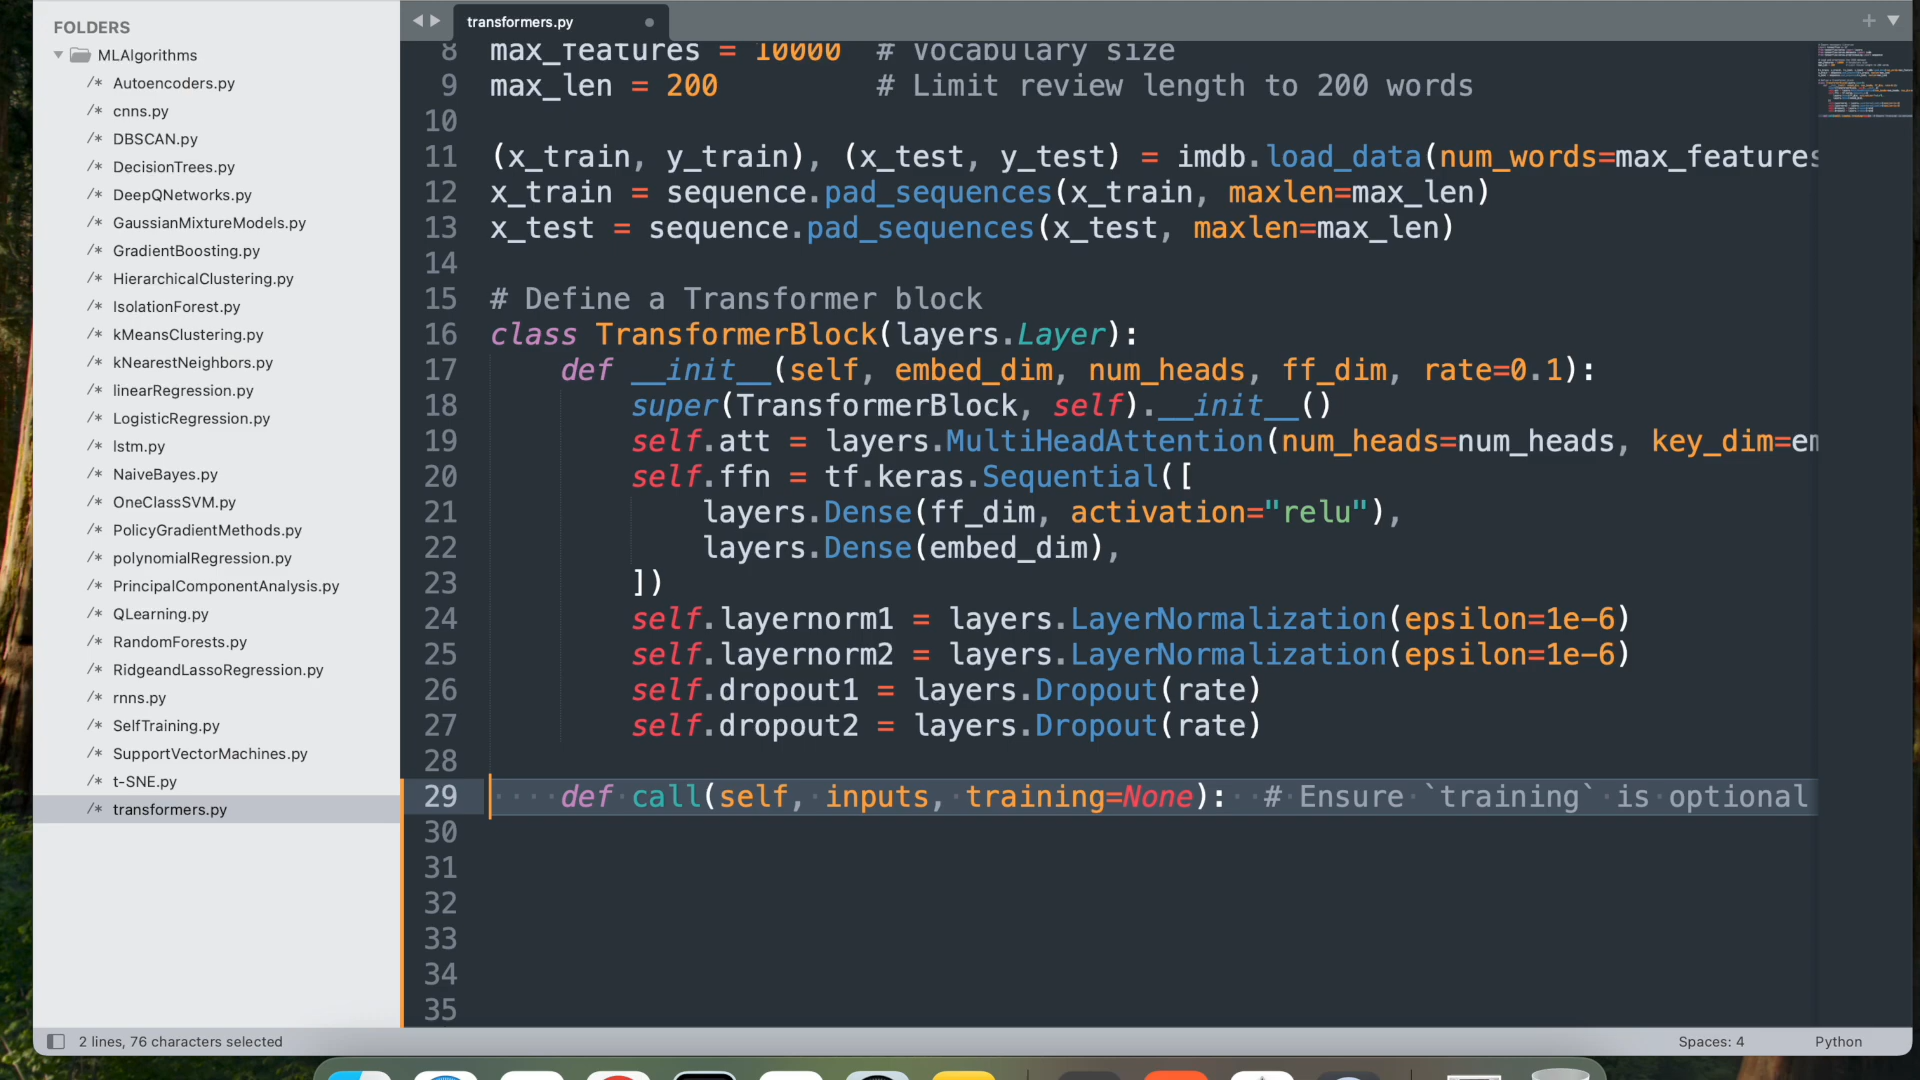 FOLDERS
MLAlgorithms
/* Autoencoders.py
/* cnns.py
/* DBSCAN.py
/* DecisionTrees.py
/* DeepQNetworks.py
/* GaussianMixtureModels.py
/* GradientBoosting.py
/* HierarchicalClustering.py
/* IsolationForest.py
/* kMeansClustering.py
/* kNearestNeighbors.py
/* linearRegression.py
/* LogisticRegression.py
/* lstm.py
/* NaiveBayes.py
/* OneClassSVM.py
/* PolicyGradientMethods.py
/* polynomialRegression.py
/* PrincipalComponentAnalysis.py
/* QLearning.py
/* RandomForests.py
/* RidgeandLassoRegression.py
/* rnns.py
/* SelfTraining.py
/* SupportVectorMachines.py
/* t-SNE.py
/* transformers.py
transformers.py
8 max_features = 10000  # Vocabulary size
9 max_len = 200         # Limit review length to 200 words
10
11 (x_train, y_train), (x_test, y_test) = imdb.load_data(num_words=max_features
12 x_train = sequence.pad_sequences(x_train, maxlen=max_len)
13 x_test = sequence.pad_sequences(x_test, maxlen=max_len)
14
15 # Define a Transformer block
16 class TransformerBlock(layers.Layer):
17     def __init__(self, embed_dim, num_heads, ff_dim, rate=0.1):
18         super(TransformerBlock, self).__init__()
19         self.att = layers.MultiHeadAttention(num_heads=num_heads, key_dim=em
20         self.ffn = tf.keras.Sequential([
21             layers.Dense(ff_dim, activation="relu"),
22             layers.Dense(embed_dim),
23         ])
24         self.layernorm1 = layers.LayerNormalization(epsilon=1e-6)
25         self.layernorm2 = layers.LayerNormalization(epsilon=1e-6)
26         self.dropout1 = layers.Dropout(rate)
27         self.dropout2 = layers.Dropout(rate)
28
29     def call(self, inputs, training=None):  # Ensure `training` is optional
30
31
32
33
34
35
2 lines, 76 characters selected
Spaces: 4
Python